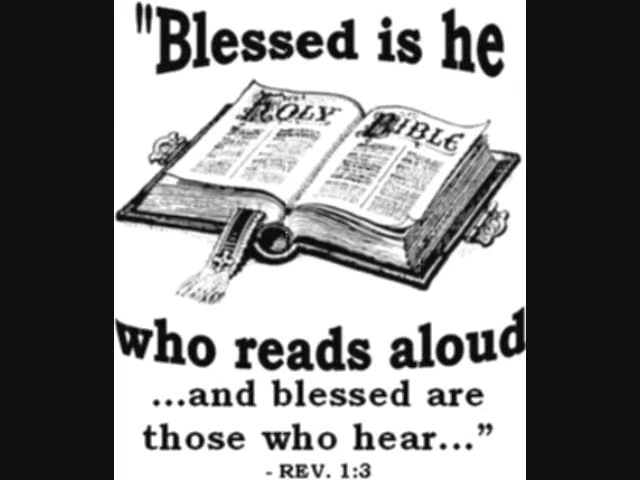 "Blessed is he
HOLY BIBLE
who reads aloud
...and blessed are
those who hear...”
- REV. 1:3